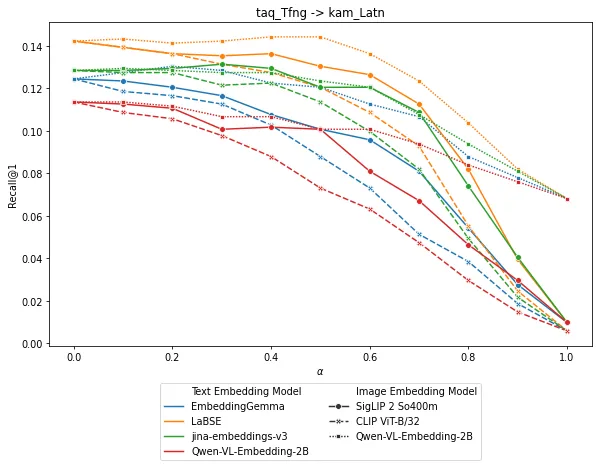 taq_Tfng -> kam_Latn
Recall@1
0.14
0.12
0.10
0.08
0.06
0.04
0.02
0.00
0.0 0.2 0.4 0.6 0.8 1.0
α
Text Embedding Model Image Embedding Model
EmbeddingGemma SigLIP 2 So400m
LaBSE CLIP ViT-B/32
jina-embeddings-v3 Qwen-VL-Embedding-2B
Qwen-VL-Embedding-2B